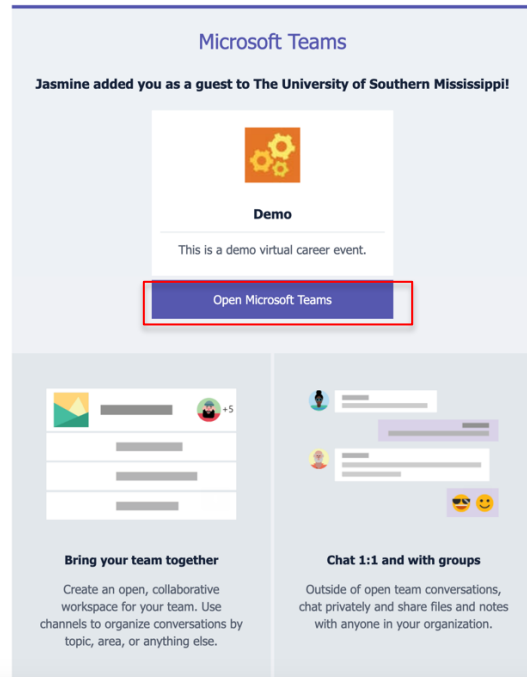 Microsoft Teams
Jasmine added you as a guest to The University of Southern Mississippi!
Demo
This is a demo virtual career event.
Open Microsoft Teams
+5
Bring your team together
Create an open, collaborative
workspace for your team. Use
channels to organize conversations by
topic, area, or anything else.
Chat 1:1 and with groups
Outside of open team conversations,
chat privately and share files and notes
with anyone in your organization.